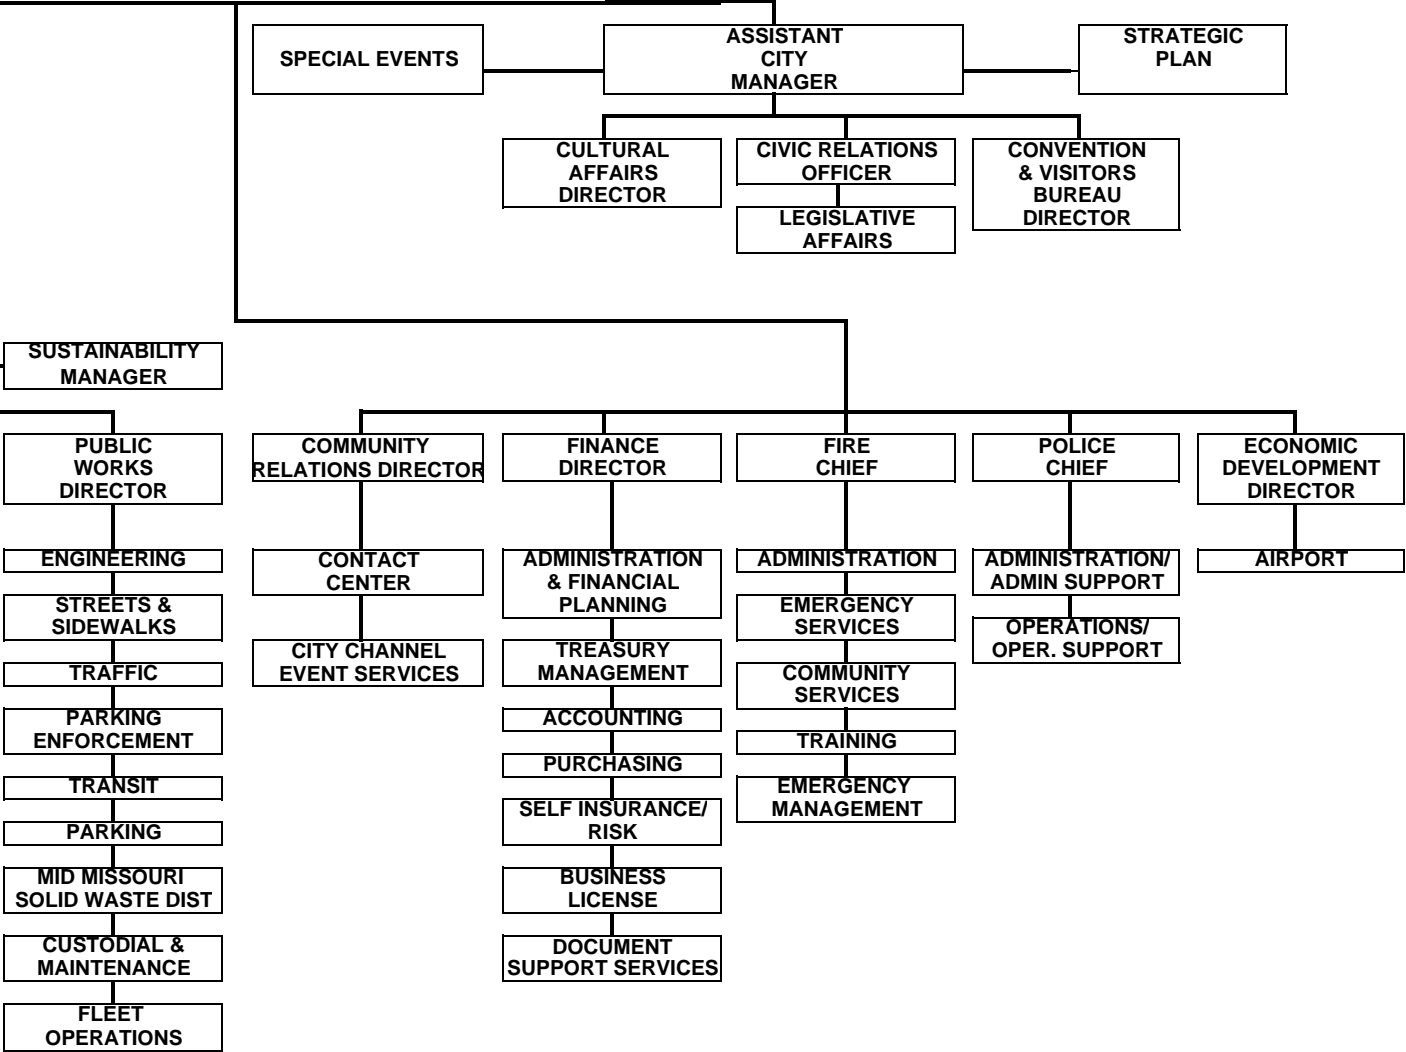 SPECIAL EVENTS
ASSISTANT
CITY
MANAGER
STRATEGIC
PLAN
CULTURAL
AFFAIRS
DIRECTOR
CIVIC RELATIONS
OFFICER
LEGISLATIVE
AFFAIRS
CONVENTION
& VISITORS
BUREAU
DIRECTOR
SUSTAINABILITY
MANAGER
PUBLIC
WORKS
DIRECTOR
ENGINEERING
STREETS &
SIDEWALKS
TRAFFIC
PARKING
ENFORCEMENT
TRANSIT
PARKING
MID MISSOURI
SOLID WASTE DIST
CUSTODIAL &
MAINTENANCE
FLEET
OPERATIONS
COMMUNITY
RELATIONS DIRECTOR
CONTACT
CENTER
CITY CHANNEL
EVENT SERVICES
FINANCE
DIRECTOR
ADMINISTRATION
& FINANCIAL
PLANNING
TREASURY
MANAGEMENT
ACCOUNTING
PURCHASING
SELF INSURANCE/
RISK
BUSINESS
LICENSE
DOCUMENT
SUPPORT SERVICES
FIRE
CHIEF
ADMINISTRATION
EMERGENCY
SERVICES
COMMUNITY
SERVICES
TRAINING
EMERGENCY
MANAGEMENT
POLICE
CHIEF
ADMINISTRATION/
ADMIN SUPPORT
OPERATIONS/
OPER. SUPPORT
ECONOMIC
DEVELOPMENT
DIRECTOR
AIRPORT